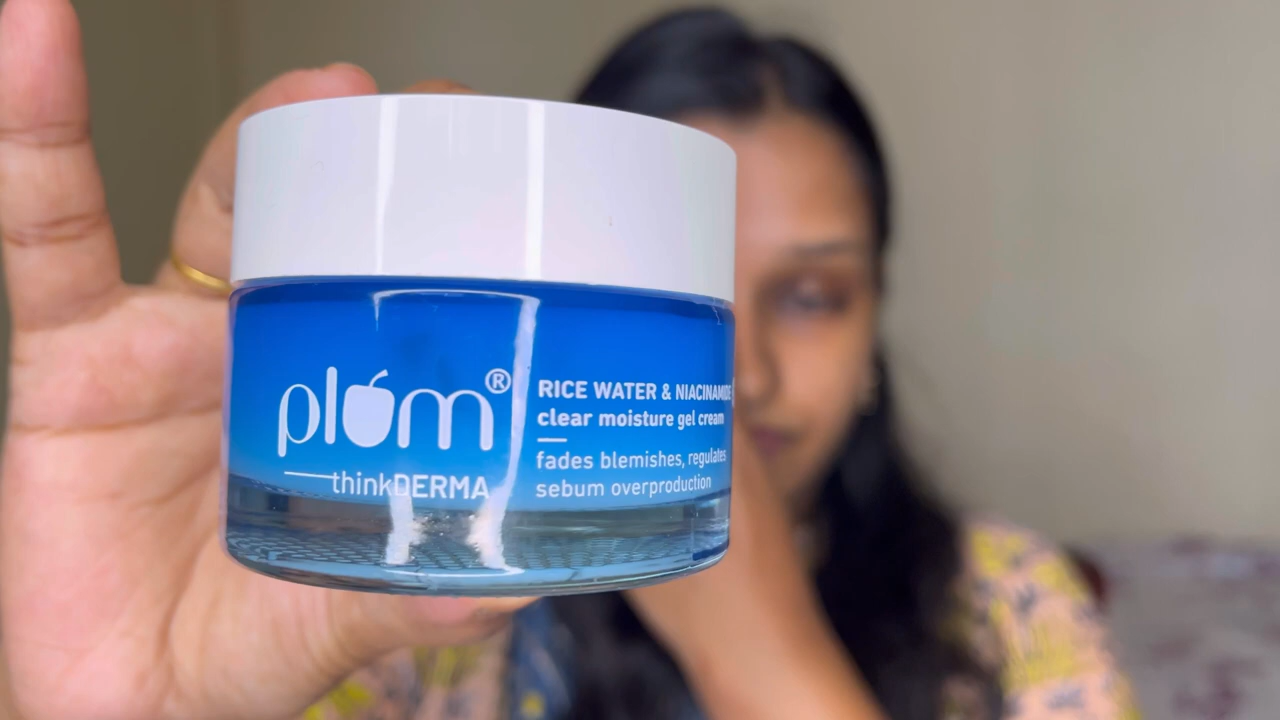 plum®
thinkDERMA
RICE WATER & NIACINAMIDE
clear moisture gel cream
fades blemishes, regulates
sebum overproduction